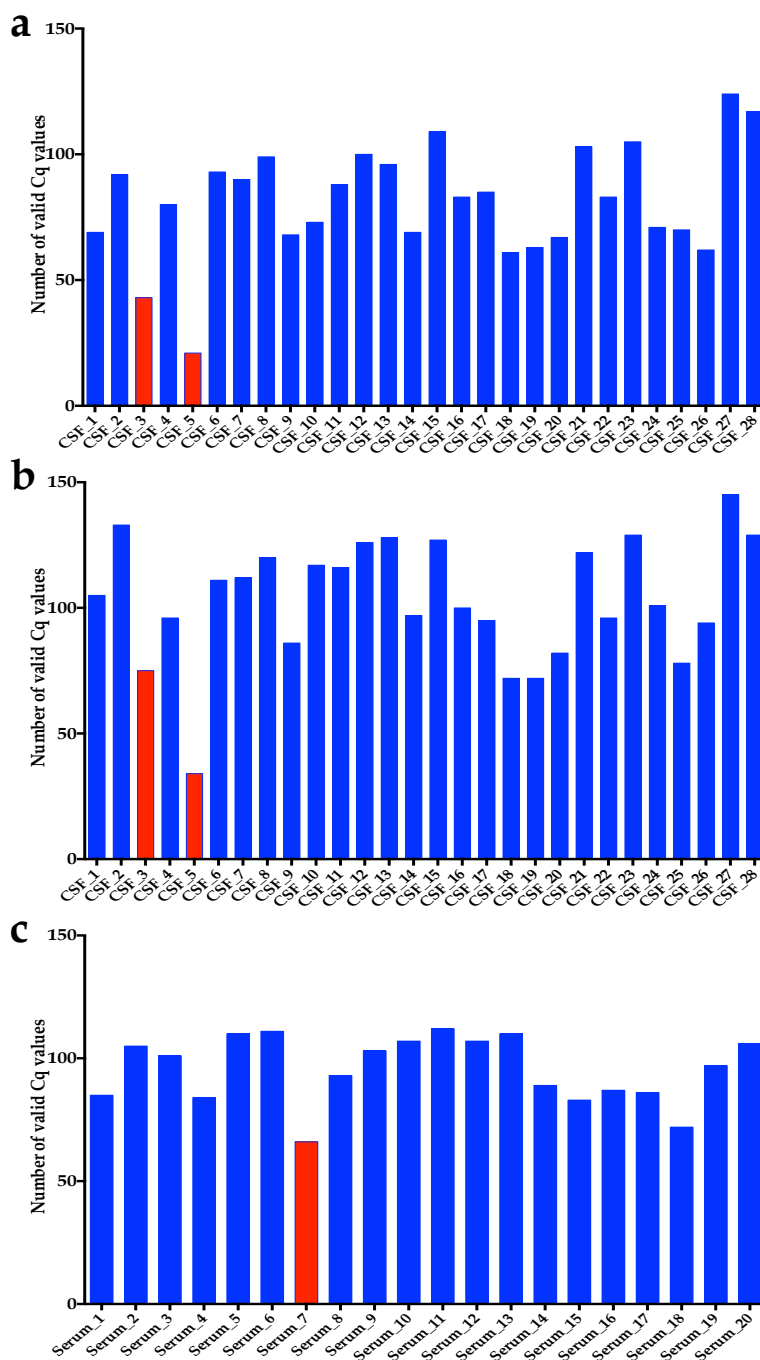 a
Number of valid Cq values
150
100
50
0
CSF_1
CSF_2
CSF_3
CSF_4
CSF_5
CSF_6
CSF_7
CSF_8
CSF_9
CSF_10
CSF_11
CSF_12
CSF_13
CSF_14
CSF_15
CSF_16
CSF_17
CSF_18
CSF_19
CSF_20
CSF_21
CSF_22
CSF_23
CSF_24
CSF_25
CSF_26
CSF_27
CSF_28
b
Number of valid Cq values
150
100
50
0
CSF_1
CSF_2
CSF_3
CSF_4
CSF_5
CSF_6
CSF_7
CSF_8
CSF_9
CSF_10
CSF_11
CSF_12
CSF_13
CSF_14
CSF_15
CSF_16
CSF_17
CSF_18
CSF_19
CSF_20
CSF_21
CSF_22
CSF_23
CSF_24
CSF_25
CSF_26
CSF_27
CSF_28
c
Number of valid Cq values
150
100
50
0
Serum_1
Serum_2
Serum_3
Serum_4
Serum_5
Serum_6
Serum_7
Serum_8
Serum_9
Serum_10
Serum_11
Serum_12
Serum_13
Serum_14
Serum_15
Serum_16
Serum_17
Serum_18
Serum_19
Serum_20